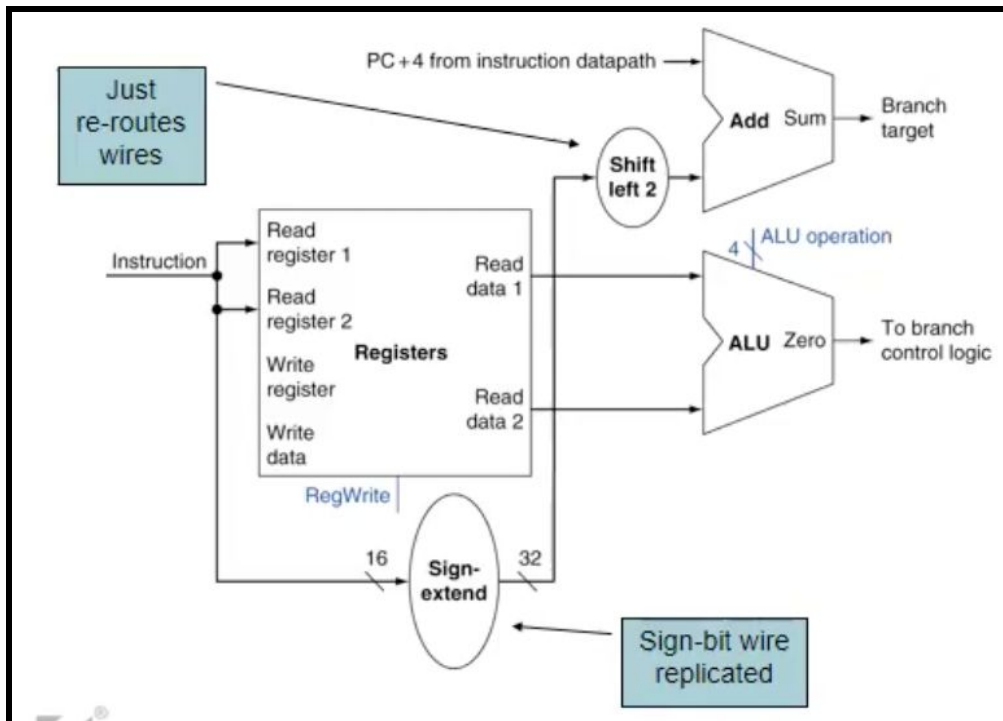 Just
re-routes
wires
PC + 4 from instruction datapath
Add Sum
Branch
target
Shift
left 2
Instruction
Read
register 1
Read
register 2
Write
register
Write
data
Registers
Read
data 1
Read
data 2
RegWrite
4
ALU operation
ALU Zero
To branch
control logic
16
Sign-
extend
32
Sign-bit wire
replicated